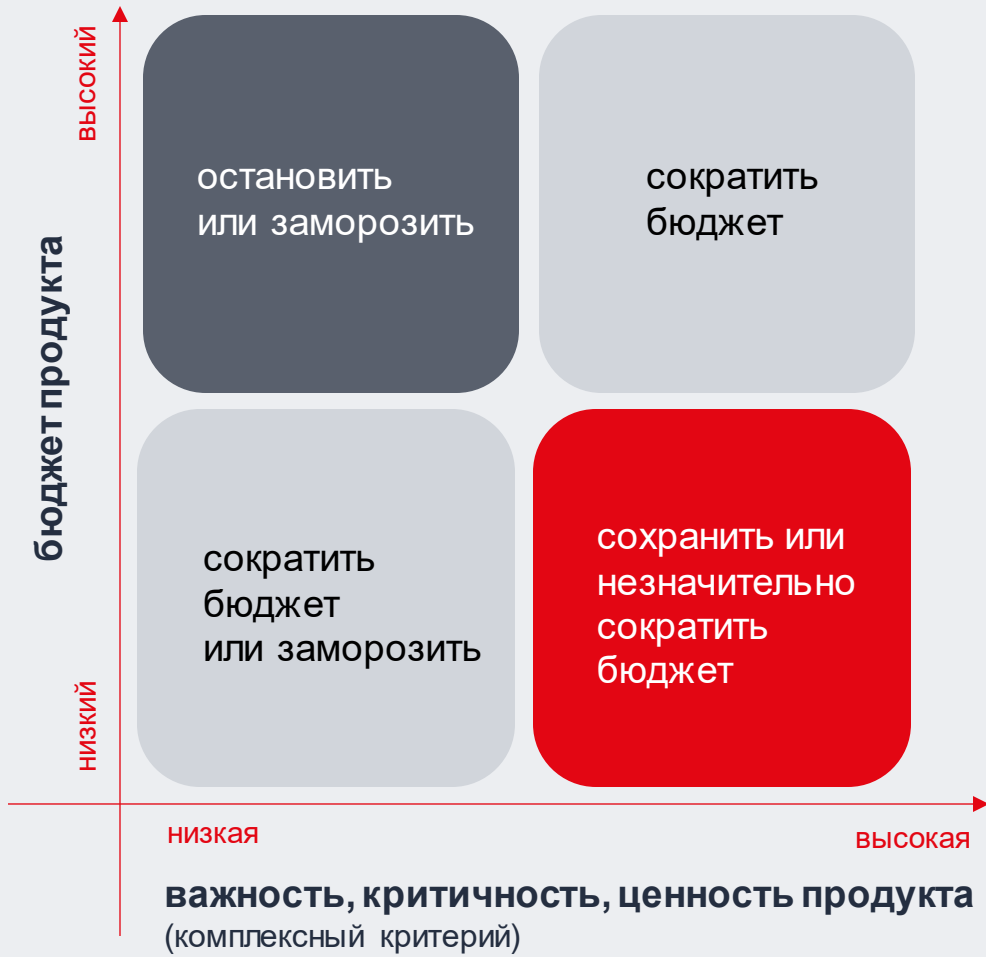 высокий
бюджет продукта
низкий
остановить
или заморозить
сократить
бюджет
сократить
бюджет
или заморозить
сохранить или
незначительно
сократить
бюджет
низкая
высокая
важность, критичность, ценность продукта
(комплексный критерий)